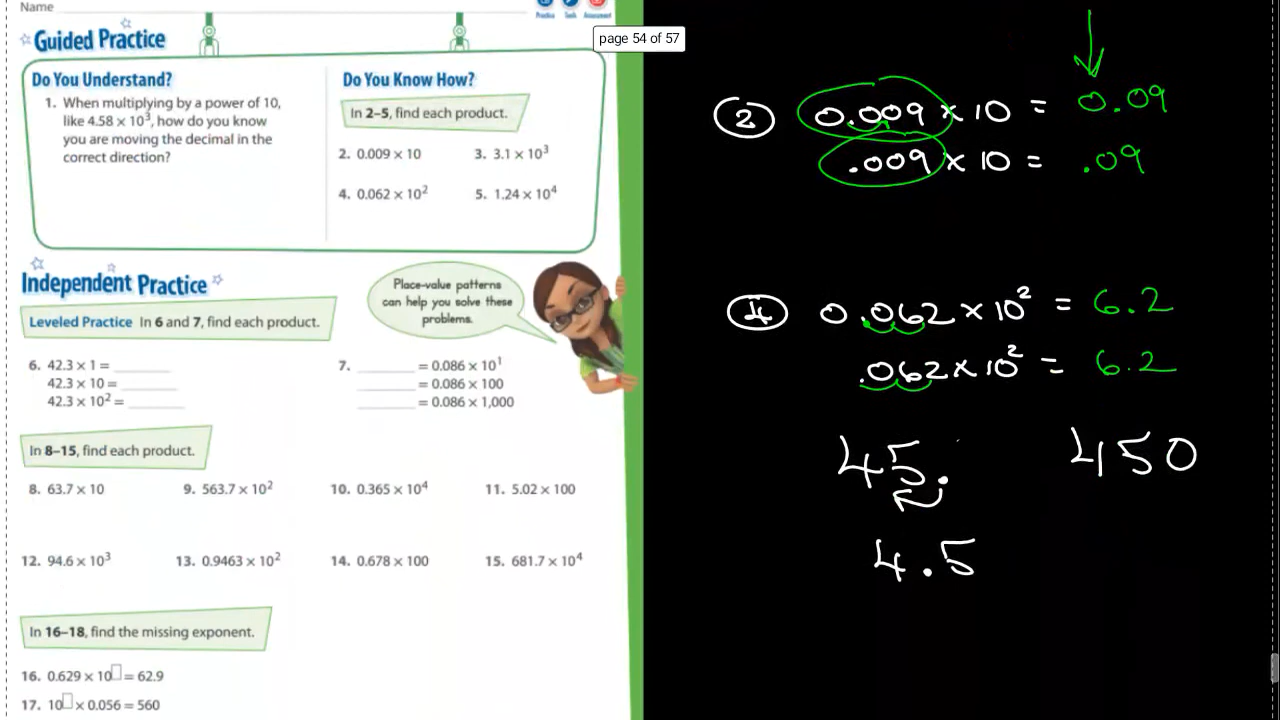 Name
Practice Tools Assessment
page 54 of 57
Guided Practice
Do You Understand?
1. When multiplying by a power of 10,
like 4.58 × 10³, how do you know
you are moving the decimal in the
correct direction?
Do You Know How?
In 2–5, find each product.
2. 0.009 × 10 3. 3.1 × 10³
4. 0.062 × 10² 5. 1.24 × 10⁴
Independent Practice
Place-value patterns
can help you solve these
problems.
Leveled Practice In 6 and 7, find each product.
6. 42.3 × 1 = ______
42.3 × 10 = ______
42.3 × 10² = ______
7. ______ = 0.086 × 10¹
______ = 0.086 × 100
______ = 0.086 × 1,000
In 8–15, find each product.
8. 63.7 × 10 9. 563.7 × 10² 10. 0.365 × 10⁴ 11. 5.02 × 100
12. 94.6 × 10³ 13. 0.9463 × 10² 14. 0.678 × 100 15. 681.7 × 10⁴
In 16–18, find the missing exponent.
16. 0.629 × 10□ = 62.9
17. 10□ × 0.056 = 560
2 0.009 × 10 = 0.09
.009 × 10 = .09
4 0.062 × 10² = 6.2
.062 × 10² = 6.2
45. 450
4.5